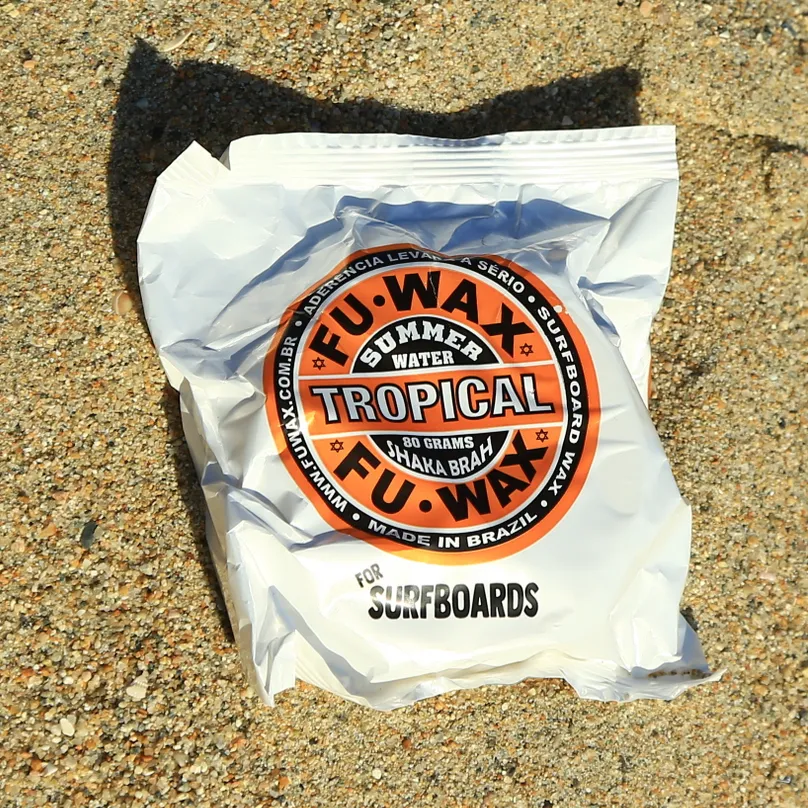 ADERENCIA LEVADA A SÉRIO • SURFBOARD WAX • MADE IN BRAZIL • WWW.FUWAX.COM.BR •
FU•WAX
SUMMER
WATER
TROPICAL
80 GRAMS
SHAKA BRAH
FU•WAX
FOR
SURFBOARDS